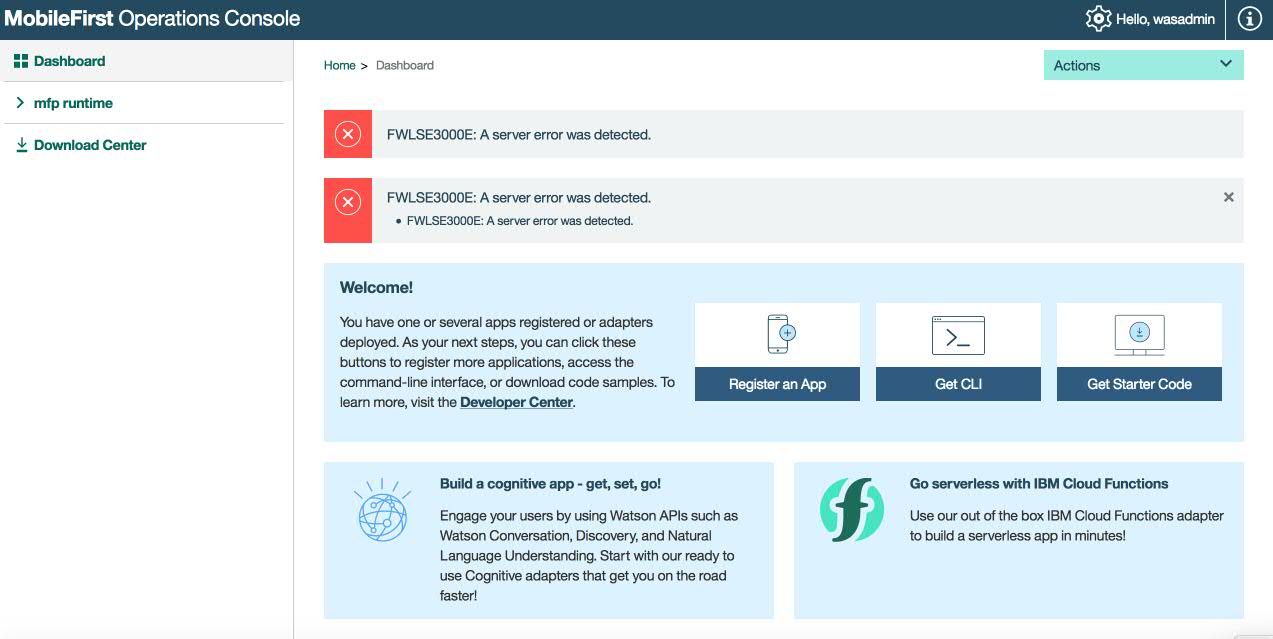 MobileFirst Operations Console
Hello, wasadmin
Dashboard
mfp runtime
Download Center
Home > Dashboard
Actions
FWLSE3000E: A server error was detected.
FWLSE3000E: A server error was detected.
• FWLSE3000E: A server error was detected.
Welcome!
You have one or several apps registered or adapters
deployed. As your next steps, you can click these
buttons to register more applications, access the
command-line interface, or download code samples. To
learn more, visit the Developer Center.
Register an App
Get CLI
Get Starter Code
Build a cognitive app - get, set, go!
Engage your users by using Watson APIs such as
Watson Conversation, Discovery, and Natural
Language Understanding. Start with our ready to
use Cognitive adapters that get you on the road
faster!
Go serverless with IBM Cloud Functions
Use our out of the box IBM Cloud Functions adapter
to build a serverless app in minutes!